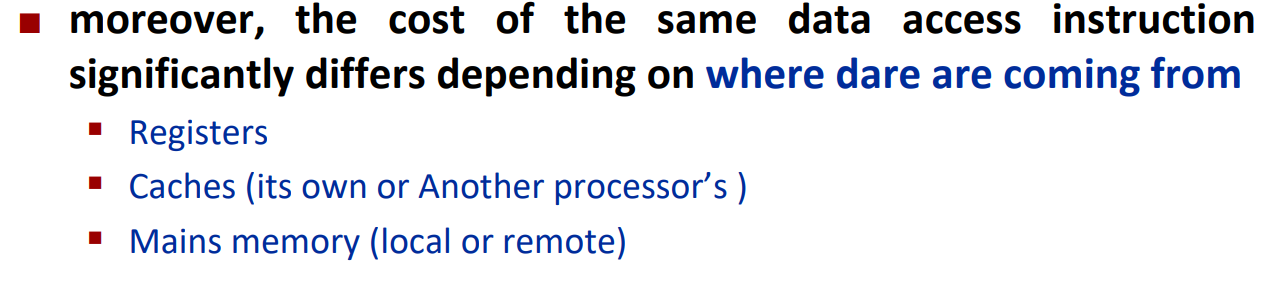 ■ moreover, the cost of the same data access instruction
significantly differs depending on where dare are coming from
▪ Registers
▪ Caches (its own or Another processor’s )
▪ Mains memory (local or remote)